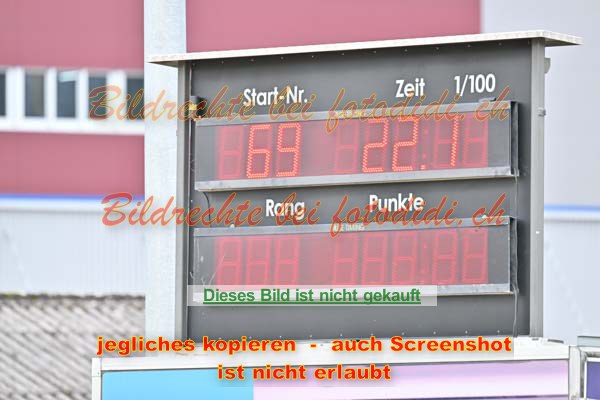 Start-Nr. Zeit 1/100
Bildrechte bei fotodidi.ch
69 22.1
Bildrechte bei fotodidi.ch
Rang Punkte
Dieses Bild ist nicht gekauft
jegliches kopieren - auch Screenshot
ist nicht erlaubt